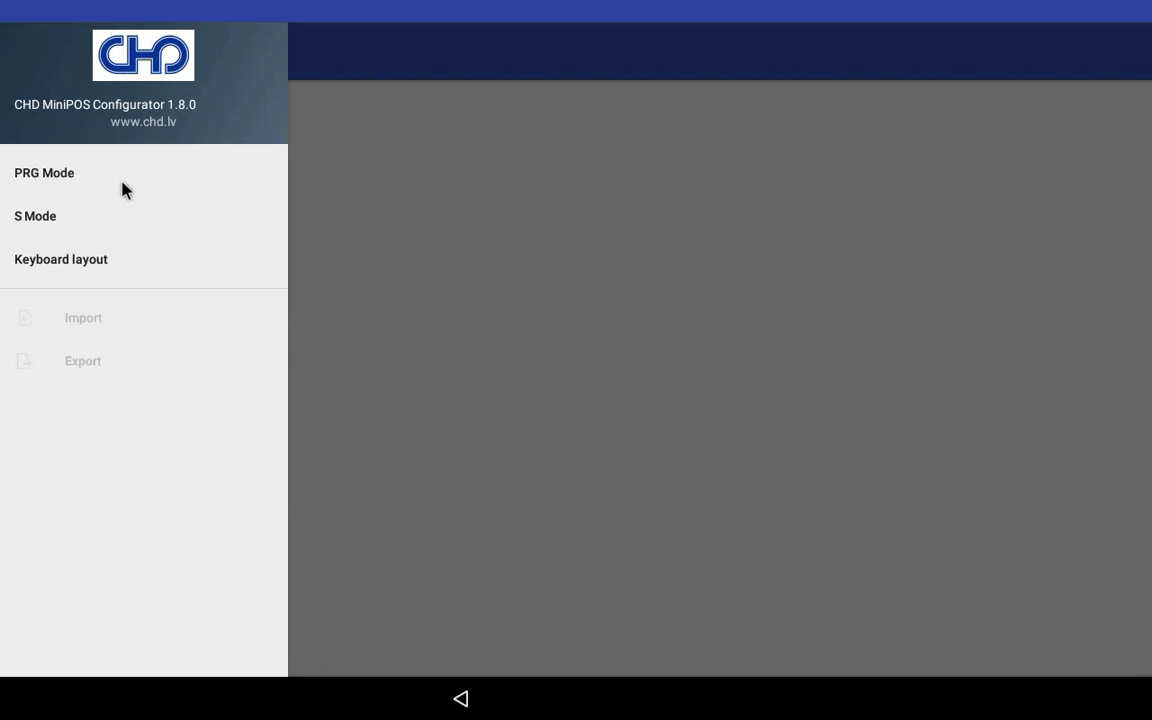 CHD
CHD MiniPOS Configurator 1.8.0
www.chd.lv
PRG Mode
S Mode
Keyboard layout
Import
Export